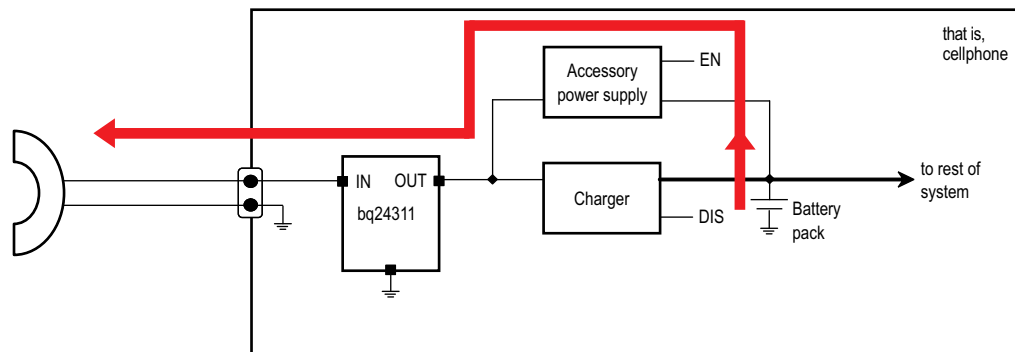 that is,
cellphone
Accessory
power supply
EN
IN
OUT
bq24311
Charger
DIS
Battery
pack
to rest of
system